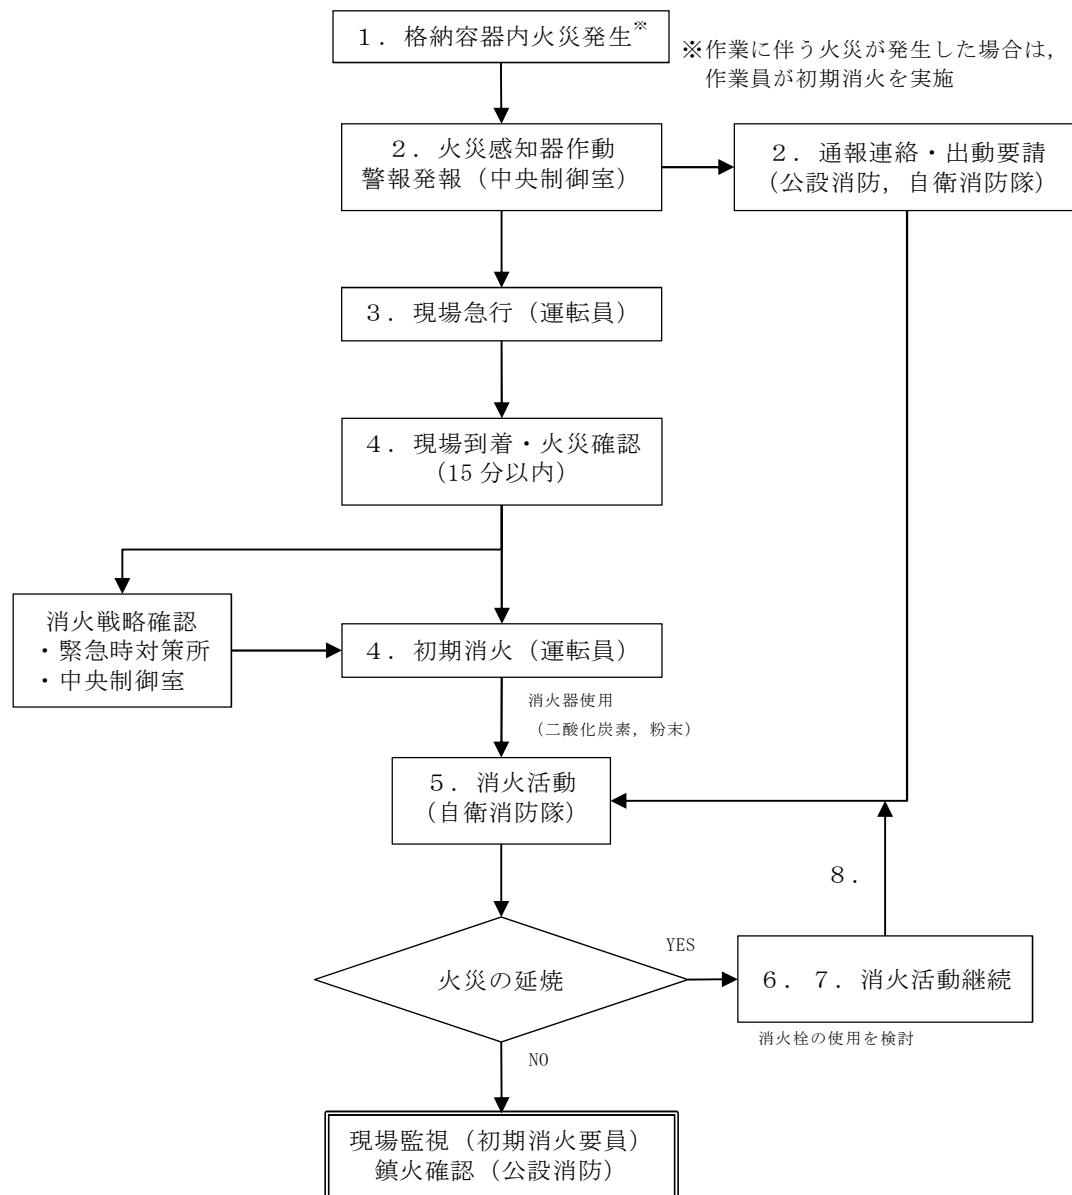 １．格納容器内火災発生※
※作業に伴う火災が発生した場合は，
作業員が初期消火を実施
２．火災感知器作動
警報発報（中央制御室）
２．通報連絡・出動要請
（公設消防，自衛消防隊）
３．現場急行（運転員）
４．現場到着・火災確認
（15 分以内）
消火戦略確認
・緊急時対策所
・中央制御室
４．初期消火（運転員）
消火器使用
（二酸化炭素，粉末）
５．消火活動
（自衛消防隊）
８．
火災の延焼
YES
６．７．消火活動継続
消火栓の使用を検討
NO
現場監視（初期消火要員）
鎮火確認（公設消防）